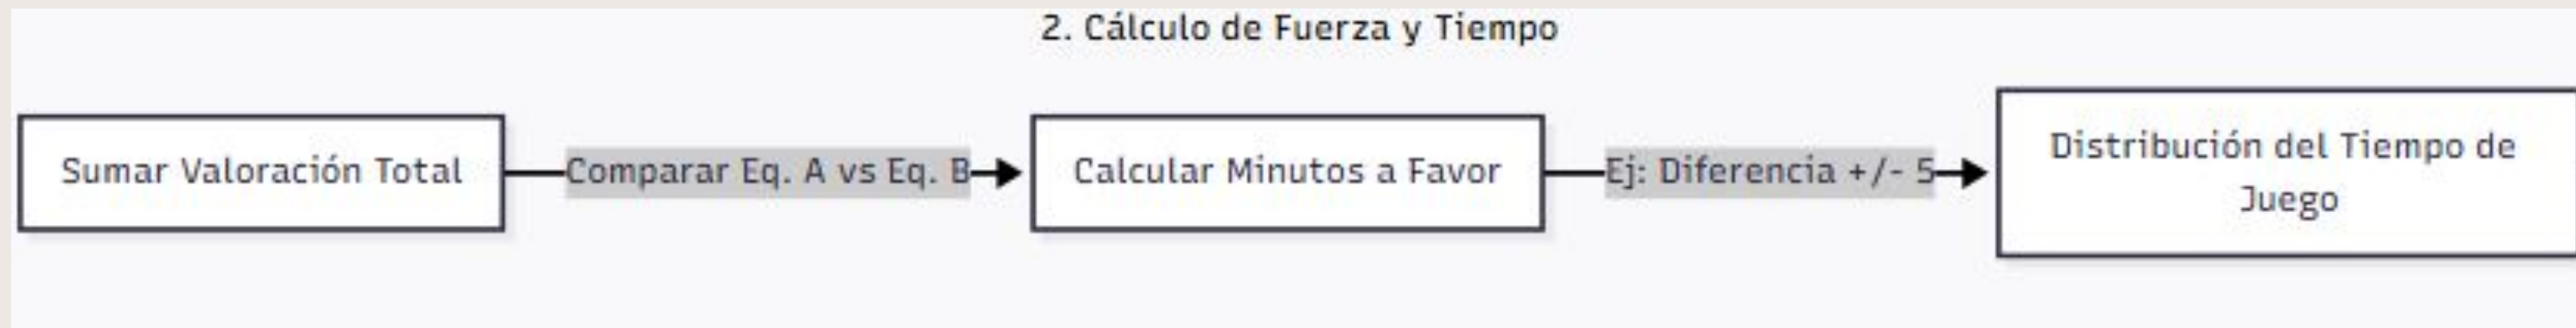 2. Cálculo de Fuerza y Tiempo
Sumar Valoración Total
Comparar Eq. A vs Eq. B
Calcular Minutos a Favor
Ej: Diferencia +/- 5
Distribución del Tiempo de
Juego